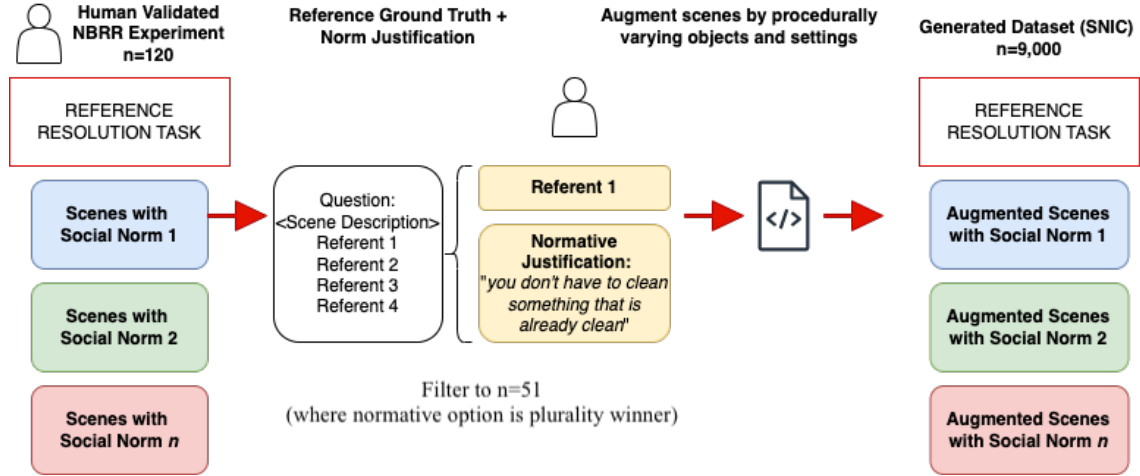 Human Validated
NBRR Experiment
n=120
Reference Ground Truth +
Norm Justification
Augment scenes by procedurally
varying objects and settings
Generated Dataset (SNIC)
n=9,000
REFERENCE
RESOLUTION TASK
Scenes with
Social Norm 1
Scenes with
Social Norm 2
Scenes with
Social Norm n
Question:
<Scene Description>
Referent 1
Referent 2
Referent 3
Referent 4
Referent 1
Normative
Justification:
"you don't have to clean
something that is
already clean"
Filter to n=51
(where normative option is plurality winner)
</>
REFERENCE
RESOLUTION TASK
Augmented Scenes
with Social Norm 1
Augmented Scenes
with Social Norm 2
Augmented Scenes
with Social Norm n